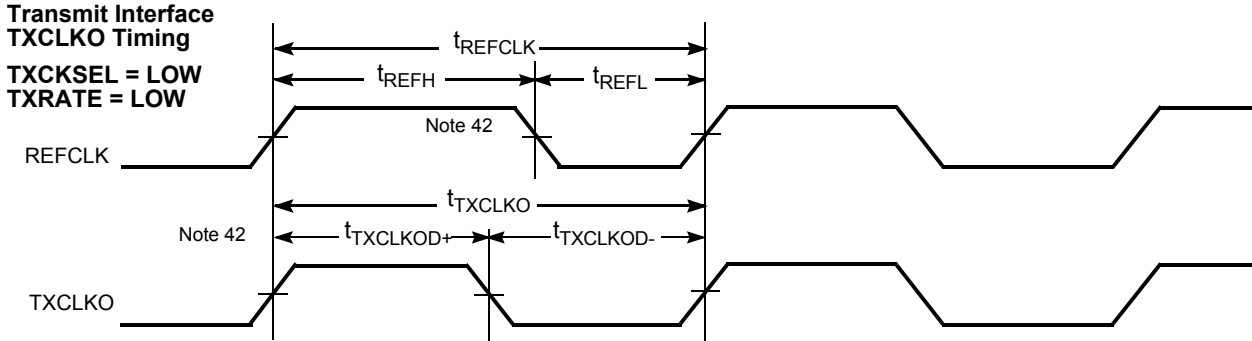 Transmit Interface
TXCLKO Timing
TXCKSEL = LOW
TXRATE = LOW
tREFCLK
tREFH
tREFL
Note 42
REFCLK
tTXCLKO
Note 42
tTXCLKOD+
tTXCLKOD-
TXCLKO